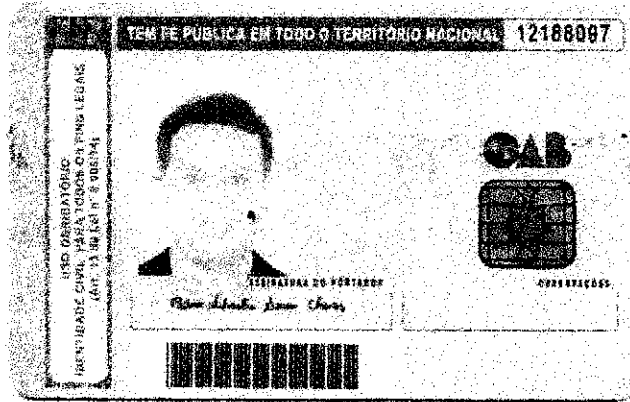 TEM FÉ PÚBLICA EM TODO O TERRITÓRIO NACIONAL 12188087
USO OBRIGATÓRIO
IDENTIDADE CIVIL PARA TODOS OS FINS LEGAIS
(Art. 13 da Lei n.º 8.906/94)
OAB
ASSINATURA DO PORTADOR
OBSERVAÇÕES
Chaves